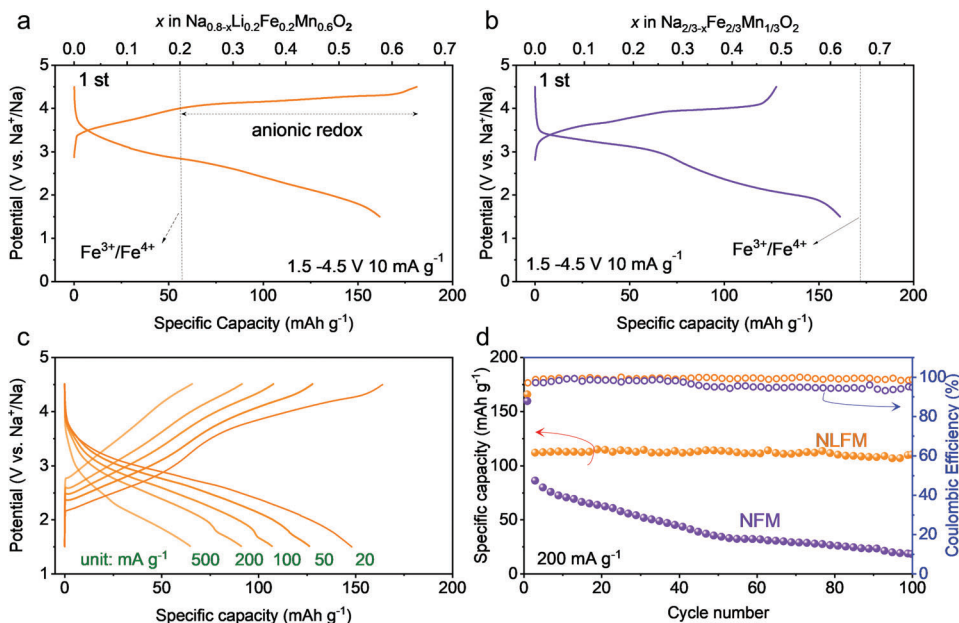 a
x in Na0.8-xLi0.2Fe0.2Mn0.6O2
0.0 0.1 0.2 0.3 0.4 0.5 0.6 0.7
5
4
3
2
1
0
Potential (V vs. Na⁺/Na)
1 st
anionic redox
Fe³⁺/Fe⁴⁺
1.5 -4.5 V 10 mA g⁻¹
0 50 100 150 200
Specific Capacity (mAh g⁻¹)
b
x in Na2/3-xFe2/3Mn1/3O2
0.00 0.15 0.30 0.45 0.60 0.75
5
4
3
2
1
0
Potential (V vs. Na⁺/Na)
1 st
Fe³⁺/Fe⁴⁺
1.5 -4.5 V 10 mA g⁻¹
0 50 100 150 200
Specific capacity (mAh g⁻¹)
c
5
4
3
2
1
Potential (V vs. Na⁺/Na)
unit: mA g⁻¹ 500 200 100 50 20
0 50 100 150 200
Specific capacity (mAh g⁻¹)
d
200
150
100
50
0
Specific capacity (mAh g⁻¹)
NLFM
NFM
200 mA g⁻¹
100
80
60
40
20
0
Coulombic Efficiency (%)
0 20 40 60 80 100
Cycle number